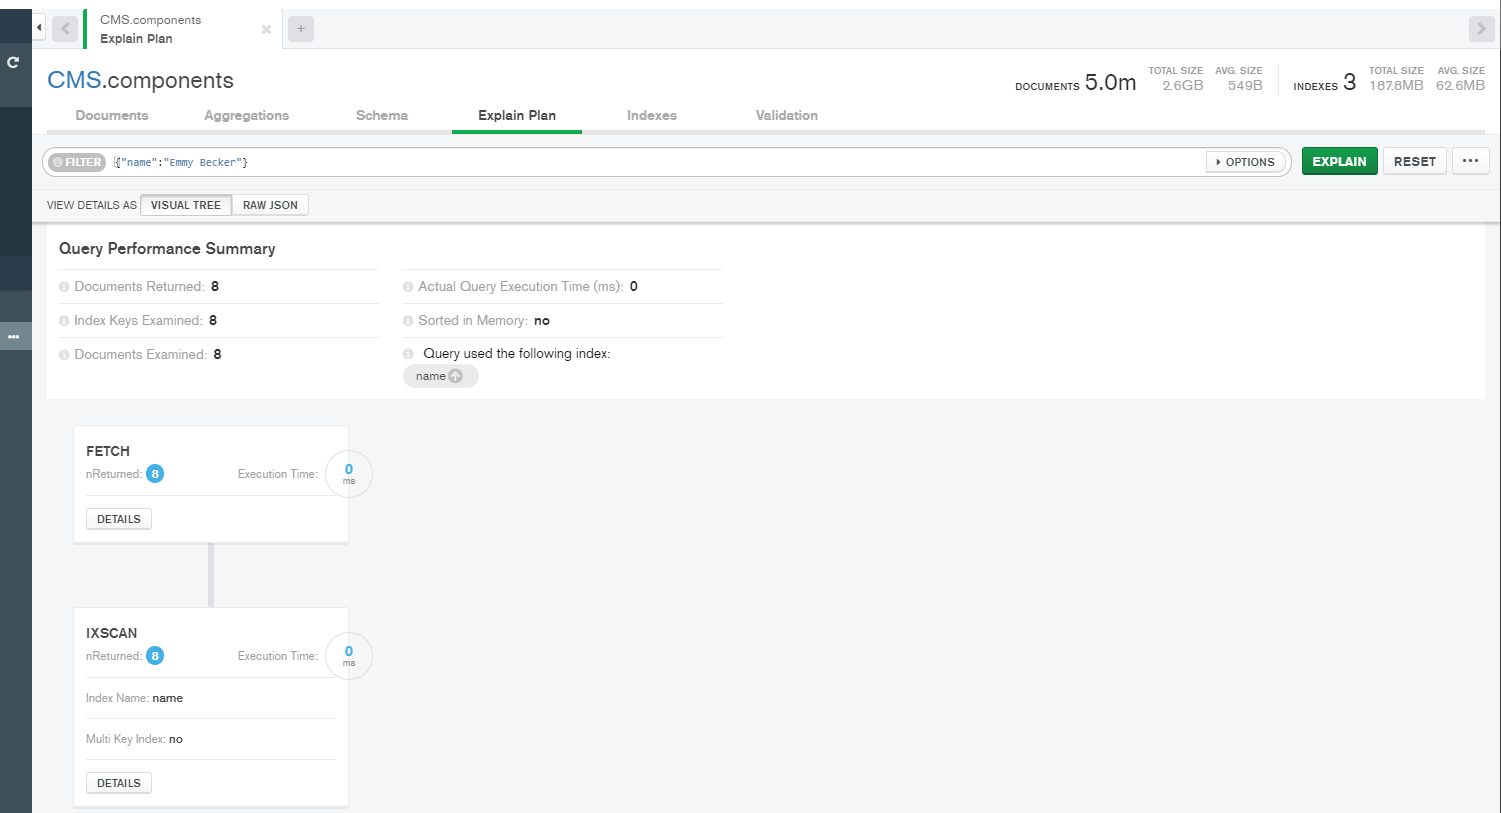 CMS.components
Explain Plan
CMS.components
DOCUMENTS 5.0m TOTAL SIZE 2.6GB AVG. SIZE 549B INDEXES 3 TOTAL SIZE 187.8MB AVG. SIZE 62.6MB
Documents Aggregations Schema Explain Plan Indexes Validation
FILTER {"name":"Emmy Becker"} OPTIONS EXPLAIN RESET ...
VIEW DETAILS AS VISUAL TREE RAW JSON
Query Performance Summary
Documents Returned: 8
Index Keys Examined: 8
Documents Examined: 8
Actual Query Execution Time (ms): 0
Sorted in Memory: no
Query used the following index:
name
FETCH
nReturned: 8 Execution Time: 0 ms
DETAILS
IXSCAN
nReturned: 8 Execution Time: 0 ms
Index Name: name
Multi Key Index: no
DETAILS